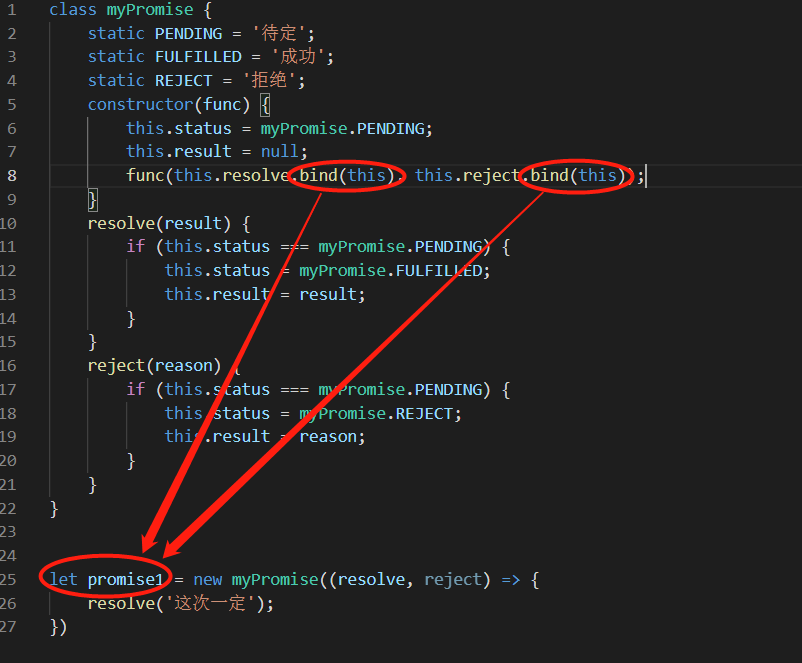 1 class myPromise {
2 static PENDING = '待定';
3 static FULFILLED = '成功';
4 static REJECT = '拒绝';
5 constructor(func) {
6 this.status = myPromise.PENDING;
7 this.result = null;
8 func(this.resolve.bind(this), this.reject.bind(this));
9 }
10 resolve(result) {
11 if (this.status === myPromise.PENDING) {
12 this.status = myPromise.FULFILLED;
13 this.result = result;
14 }
15 }
16 reject(reason) {
17 if (this.status === myPromise.PENDING) {
18 this.status = myPromise.REJECT;
19 this.result = reason;
20 }
21 }
22 }
23
24
25 let promise1 = new myPromise((resolve, reject) => {
26 resolve('这次一定');
27 })